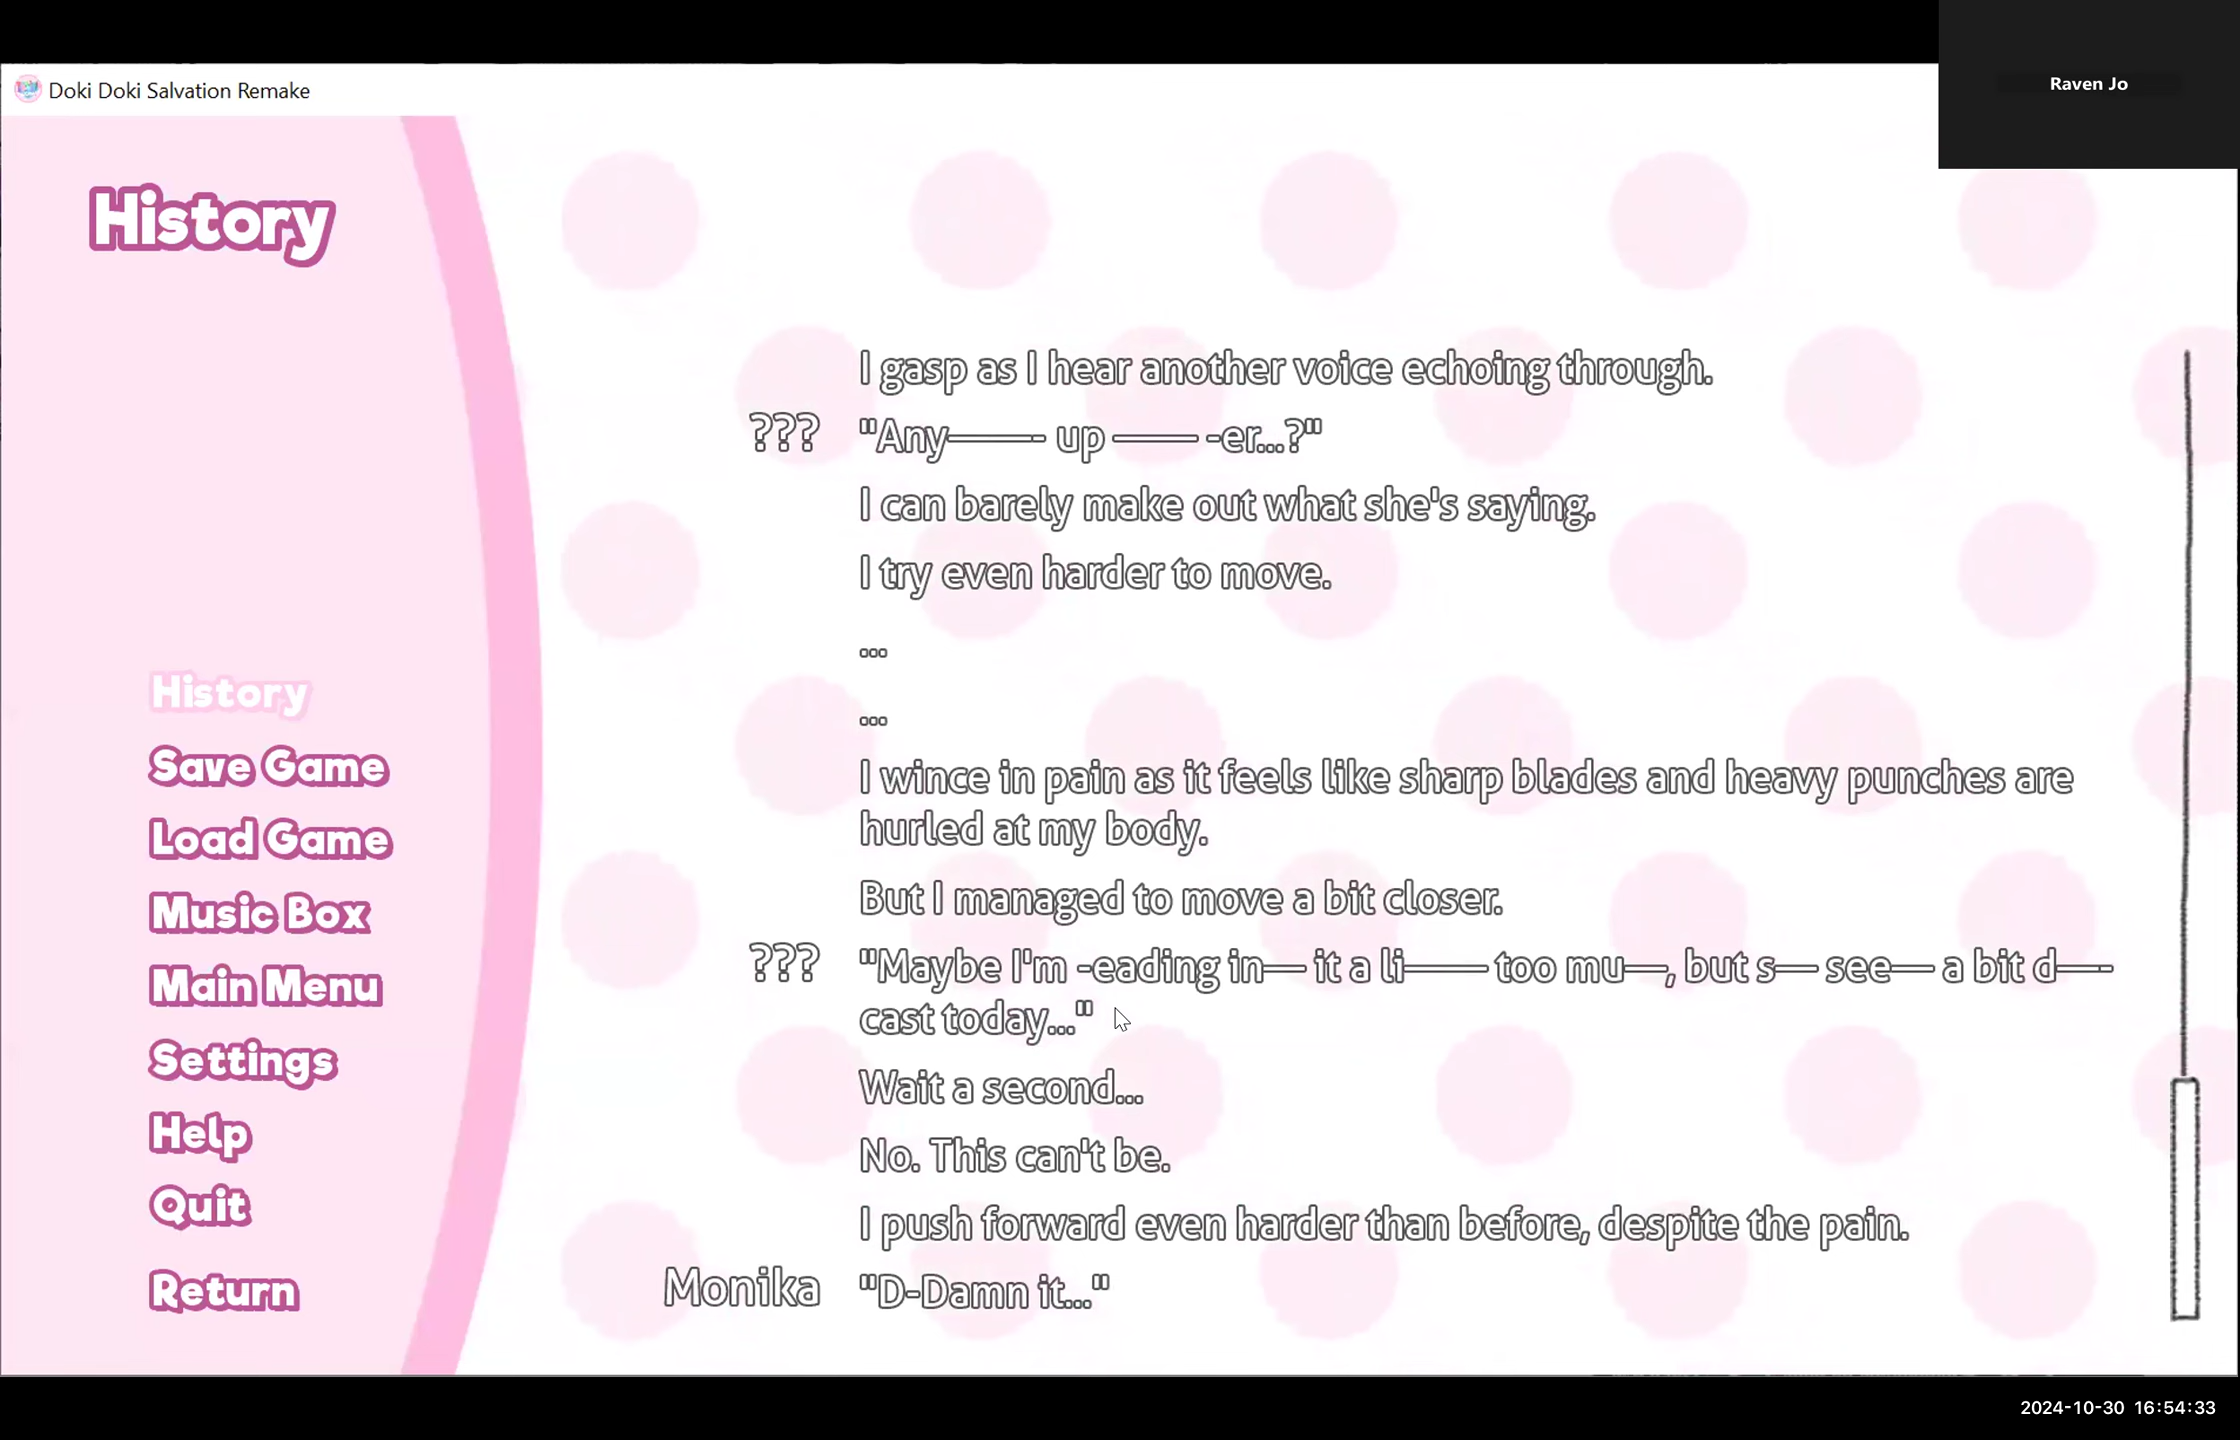 Raven Jo
Doki Doki Salvation Remake
History
I gasp as I hear another voice echoing through.
??? "Any——- up —— -er...?"
I can barely make out what she's saying.
I try even harder to move.
...
...
I wince in pain as it feels like sharp blades and heavy punches are
hurled at my body.
But I managed to move a bit closer.
??? "Maybe I'm -eading in— it a li—— too mu—, but s— see— a bit d—-
cast today..."
Wait a second...
No. This can't be.
I push forward even harder than before, despite the pain.
Monika "D-Damn it..."
History
Save Game
Load Game
Music Box
Main Menu
Settings
Help
Quit
Return
2024-10-30 16:54:33